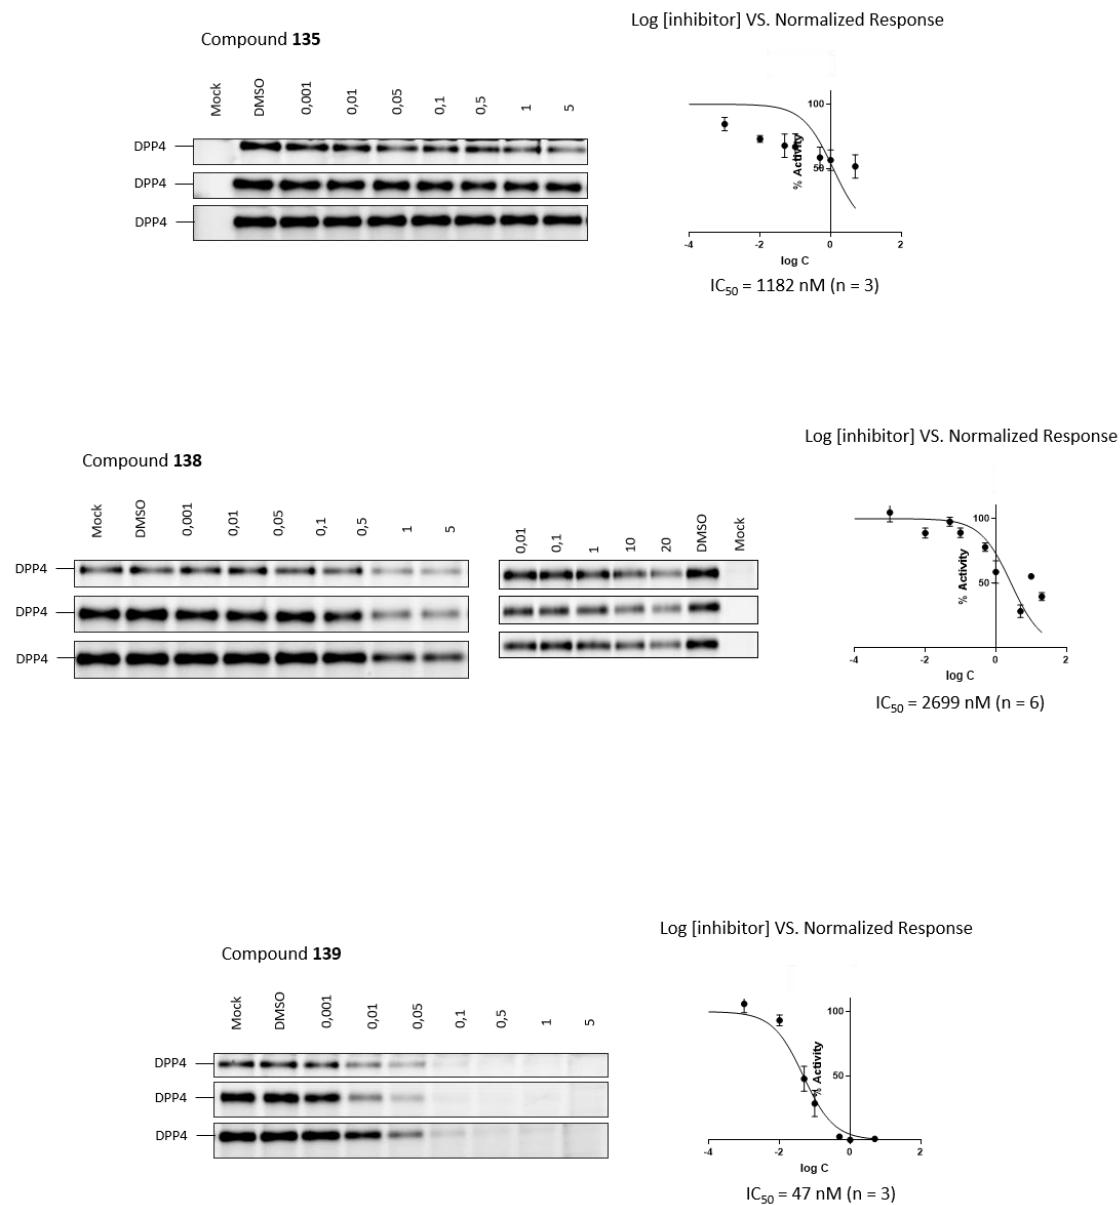 Log [inhibitor] VS. Normalized Response
Compound 135
Mock DMSO 0,001 0,01 0,05 0,1 0,5 1 5
DPP4
DPP4
DPP4
100
50
% Activity
-4 -2 0 2
log C
IC50 = 1182 nM (n = 3)
Log [inhibitor] VS. Normalized Response
Compound 138
Mock DMSO 0,001 0,01 0,05 0,1 0,5 1 5
0,01 0,1 1 10 20 DMSO Mock
DPP4
DPP4
DPP4
100
50
% Activity
-4 -2 0 2
log C
IC50 = 2699 nM (n = 6)
Log [inhibitor] VS. Normalized Response
Compound 139
Mock DMSO 0,001 0,01 0,05 0,1 0,5 1 5
DPP4
DPP4
DPP4
100
50
% Activity
-4 -2 0 2
log C
IC50 = 47 nM (n = 3)